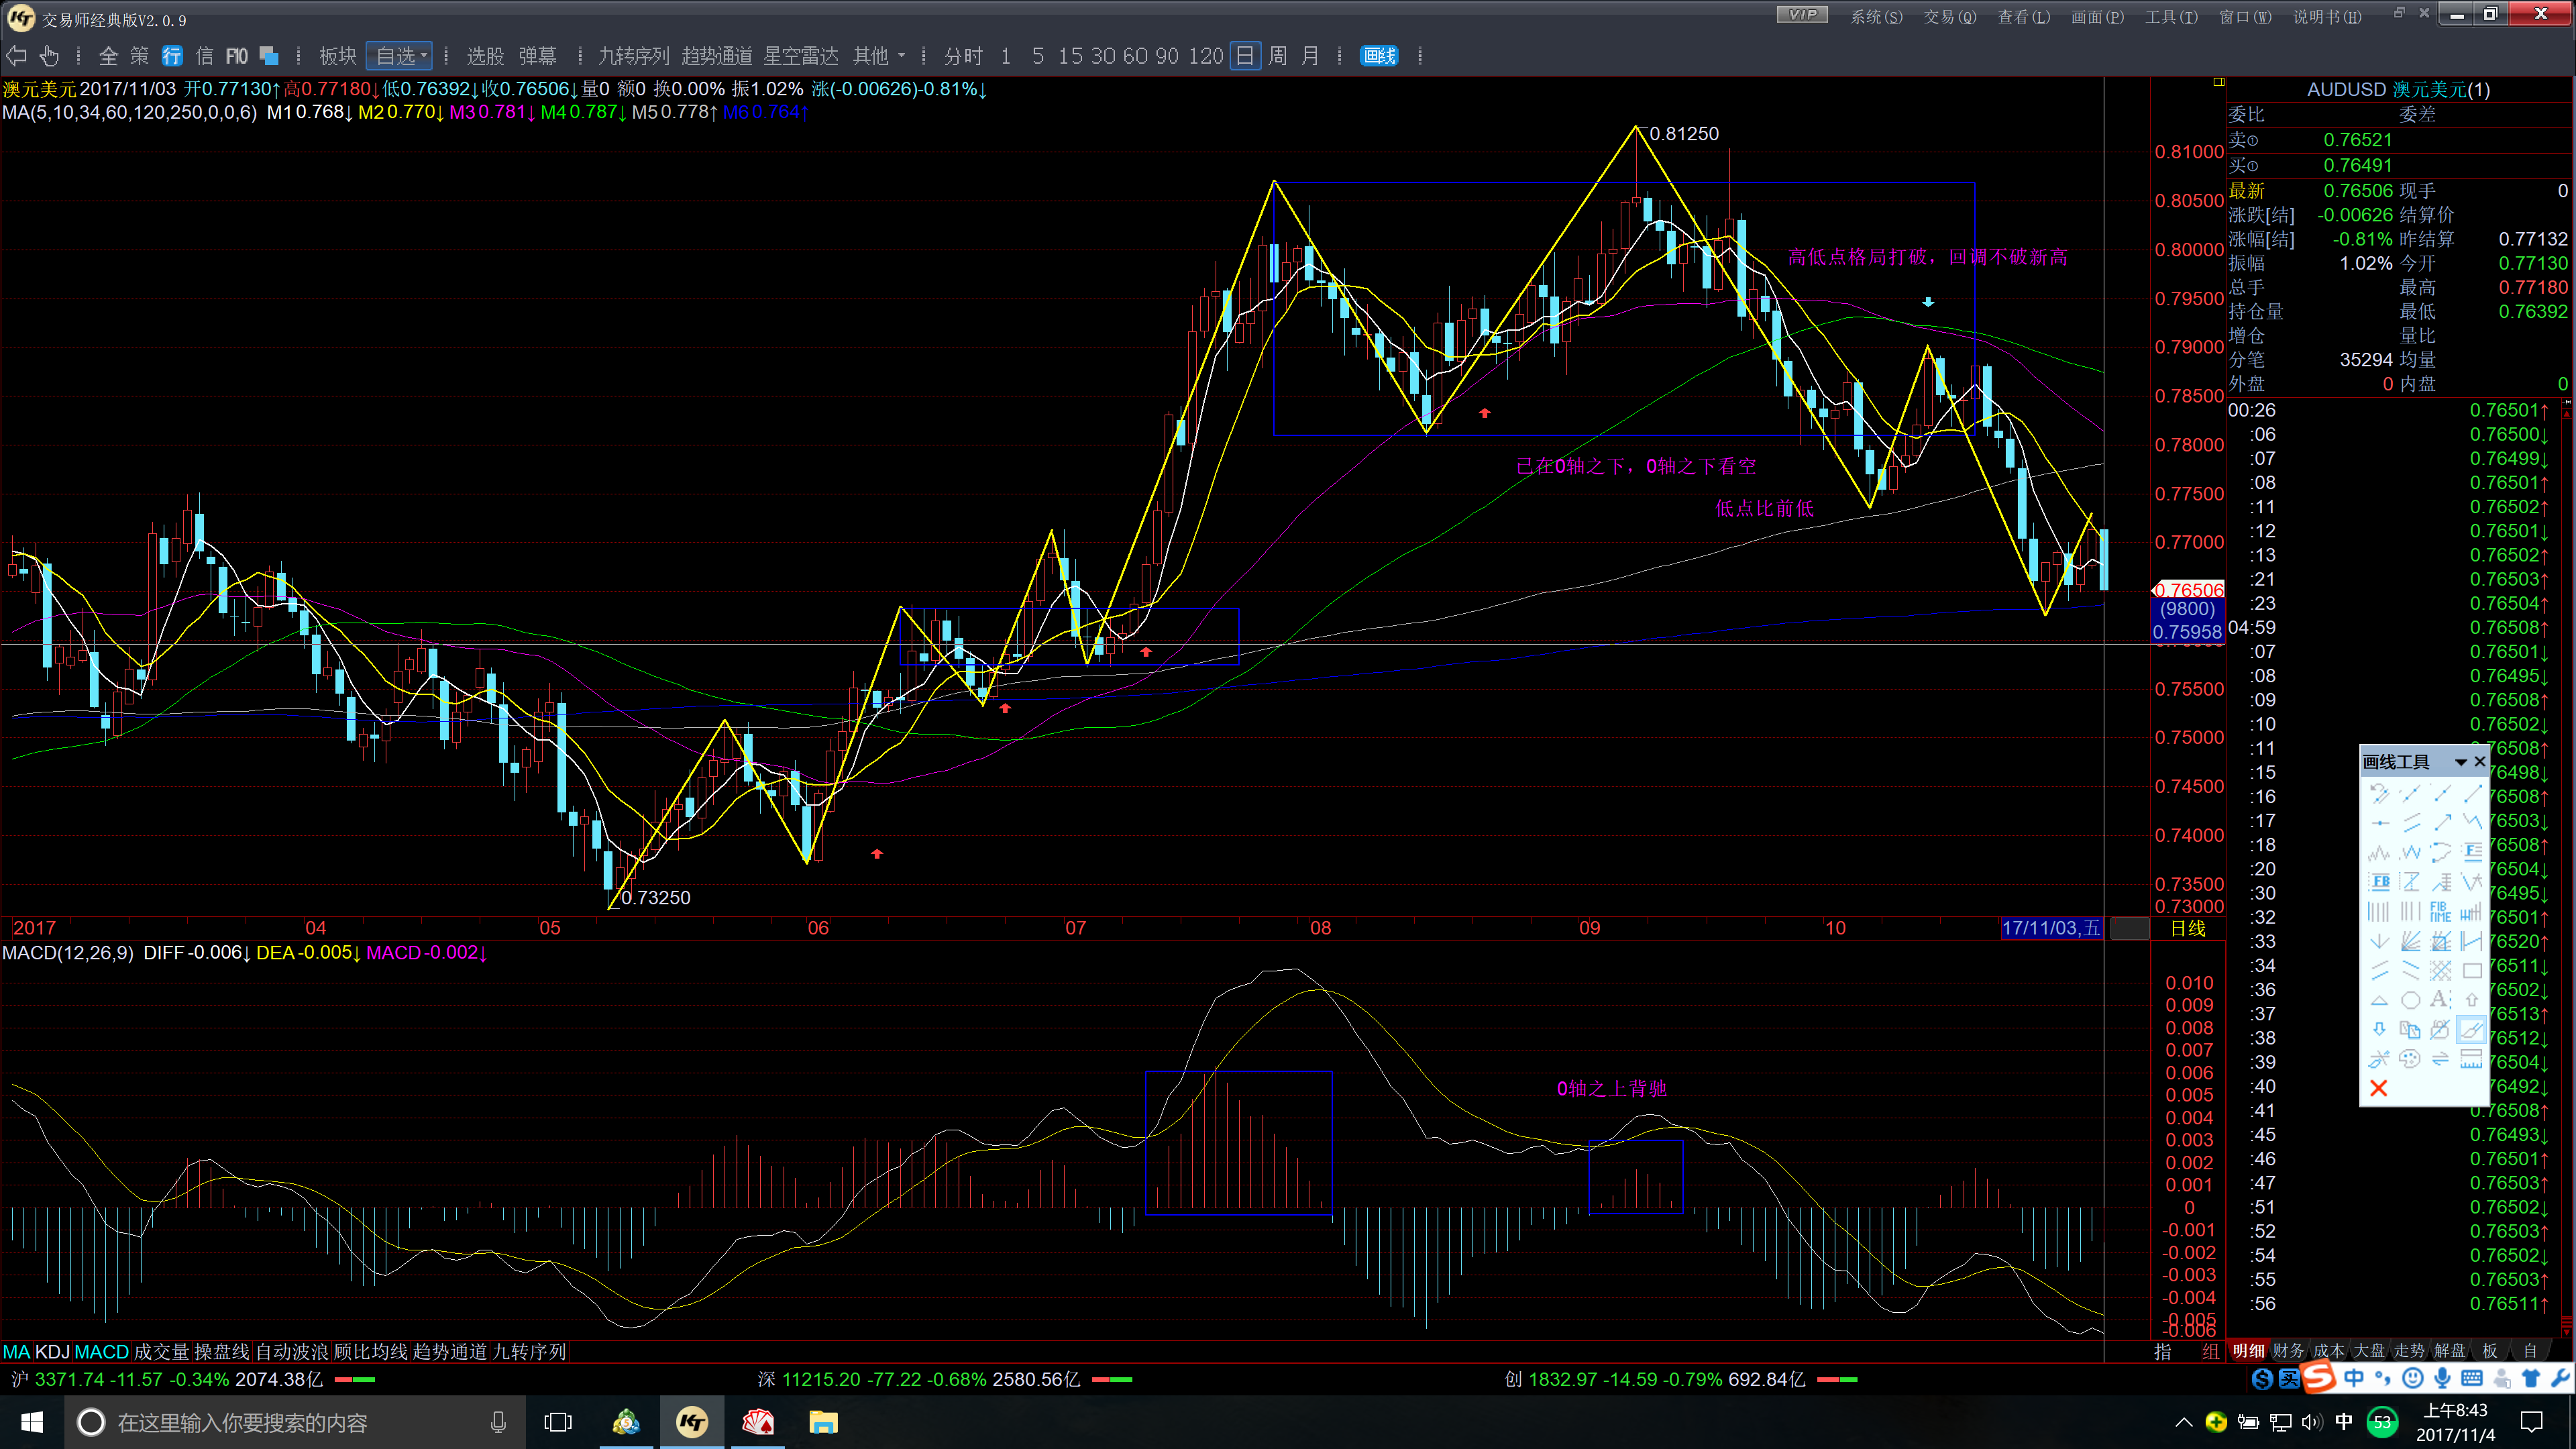 交易师经典版V2.0.9
VIP 系统(S) 交易(Q) 查看(L) 画面(P) 工具(T) 窗口(W) 说明书(H)
全 策 行 信 F10 板块 自选 选股 弹幕 九转序列 趋势通道 星空雷达 其他 分时 1 5 15 30 60 90 120 日 周 月 画线
澳元美元 2017/11/03 开0.77130↑高0.77180↓低0.76392↓收0.76506↓量0 额0 换0.00% 振1.02% 涨(-0.00626)-0.81%↓
MA(5,10,34,60,120,250,0,0,6) M1 0.768↓ M2 0.770↓ M3 0.781↓ M4 0.787↓ M5 0.778↑ M6 0.764↑
0.81250
高低点格局打破，回调不破新高
已在0轴之下，0轴之下看空
低点比前低
0.73250
0.81000
0.80500
0.80000
0.79500
0.79000
0.78500
0.78000
0.77500
0.77000
0.76506
(9800)
0.75958
0.75500
0.75000
0.74500
0.74000
0.73500
0.73000
2017 04 05 06 07 08 09 10 17/11/03,五 日线
MACD(12,26,9) DIFF-0.006↓ DEA-0.005↓ MACD-0.002↓
0轴之上背驰
0.010
0.009
0.008
0.007
0.006
0.005
0.004
0.003
0.002
0.001
0
-0.001
-0.002
-0.003
-0.004
-0.005
-0.006
MA KDJ MACD 成交量 操盘线 自动波浪 顾比均线 趋势通道 九转序列 指 组
AUDUSD 澳元美元(1)
委比 委差
卖① 0.76521
买① 0.76491
最新 0.76506 现手 0
涨跌[结] -0.00626 结算价
涨幅[结] -0.81% 昨结算 0.77132
振幅 1.02% 今开 0.77130
总手 最高 0.77180
持仓量 最低 0.76392
增仓 量比
分笔 35294 均量
外盘 0 内盘 0
00:26 0.76501↑
:06 0.76500↓
:07 0.76499↓
:08 0.76501↑
:11 0.76502↑
:12 0.76501↓
:13 0.76502↑
:21 0.76503↑
:23 0.76504↑
04:59 0.76508↑
:07 0.76501↓
:08 0.76495↓
:09 0.76508↑
:10 0.76502↓
:11 76508↑
:15 76498↓
:16 76508↑
:17 76503↓
:18 76508↑
:20 76504↓
:30 76495↓
:32 76501↑
:33 76520↑
:34 76511↓
:36 76502↓
:37 76513↑
:38 76512↓
:39 76504↓
:40 76492↓
:41 0.76508↑
:45 0.76493↓
:46 0.76501↑
:47 0.76503↑
:51 0.76502↓
:52 0.76503↑
:54 0.76502↓
:55 0.76503↑
:56 0.76511↑
画线工具
F
FB
FIB
TIME
A
明细 财务 成本 大盘 走势 解盘 板 自
沪 3371.74 -11.57 -0.34% 2074.38亿 深 11215.20 -77.22 -0.68% 2580.56亿 创 1832.97 -14.59 -0.79% 692.84亿
S 买 S 中
在这里输入你要搜索的内容
KT
中 53 上午8:43
2017/11/4